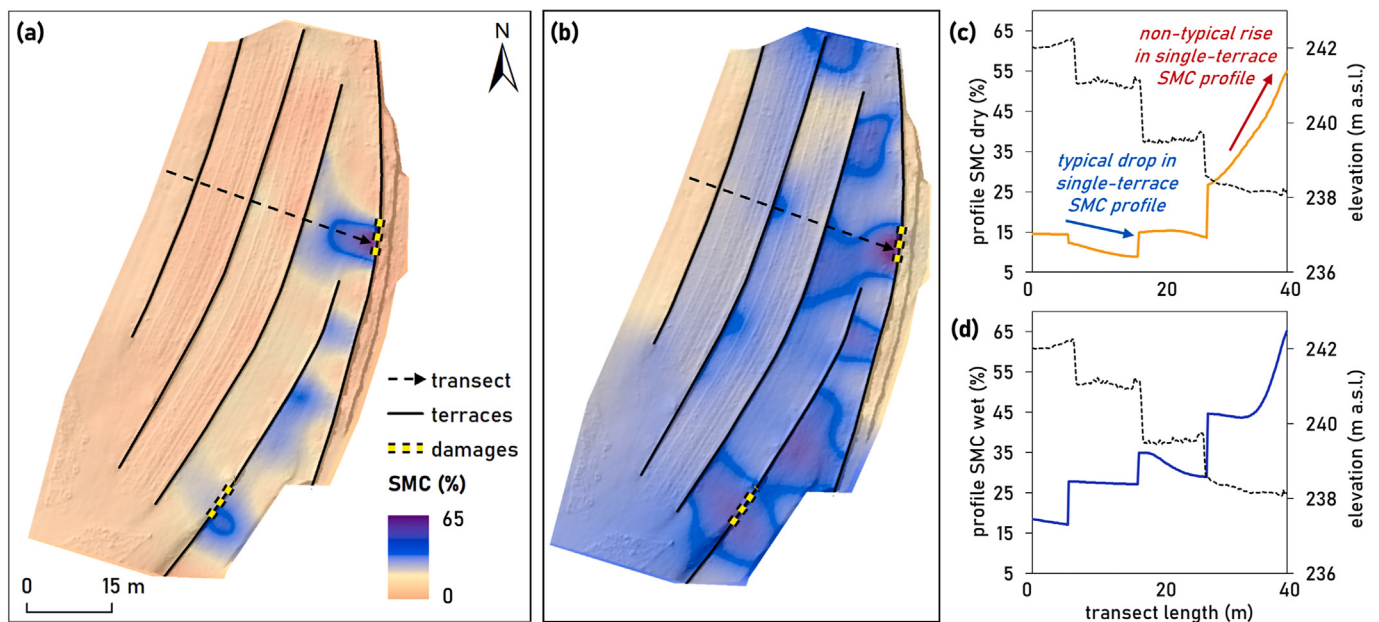 (a)
N
transect
terraces
damages
SMC (%)
65
0
0 15 m
(b)
(c)
profile SMC dry (%)
65
55
45
35
25
15
5
non-typical rise
in single-terrace
SMC profile
typical drop in
single-terrace
SMC profile
242
240
238
236
elevation (m a.s.l.)
0 20 40
(d)
profile SMC wet (%)
65
55
45
35
25
15
5
242
240
238
236
elevation (m a.s.l.)
0 20 40
transect length (m)